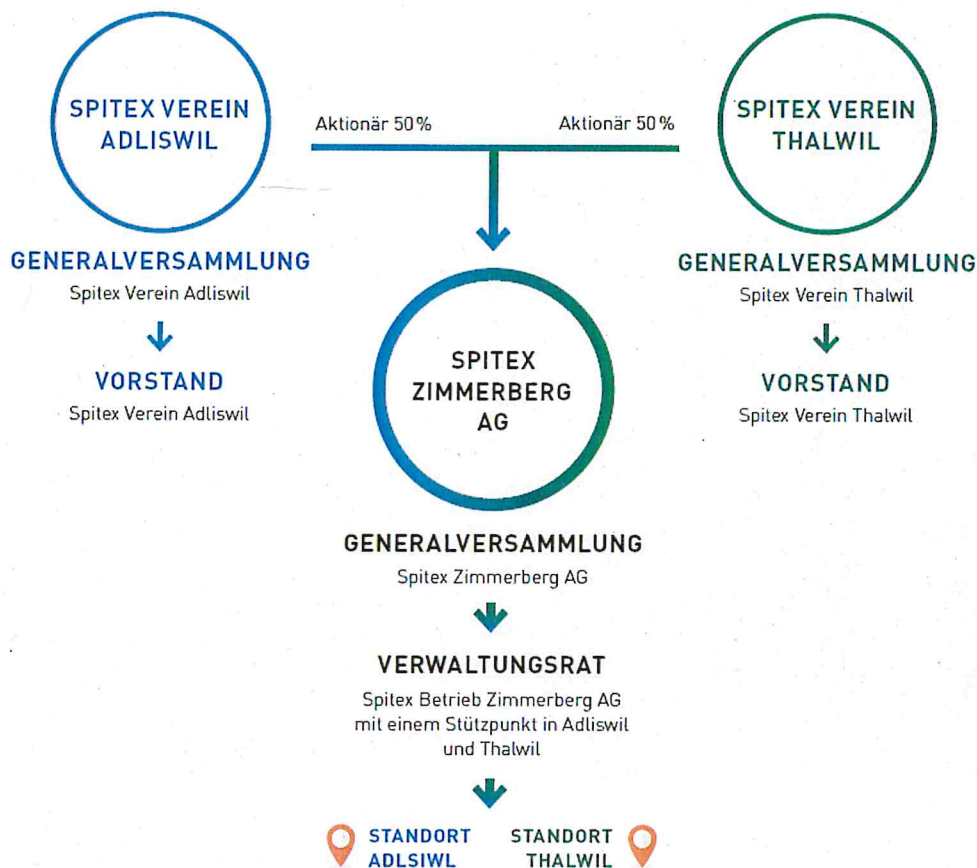 SPITEX VEREIN
ADLISWIL
Aktionär 50%
Aktionär 50%
SPITEX VEREIN
THALWIL
GENERALVERSAMMLUNG
Spitex Verein Adliswil
VORSTAND
Spitex Verein Adliswil
GENERALVERSAMMLUNG
Spitex Verein Thalwil
VORSTAND
Spitex Verein Thalwil
SPITEX
ZIMMERBERG
AG
GENERALVERSAMMLUNG
Spitex Zimmerberg AG
VERWALTUNGSRAT
Spitex Betrieb Zimmerberg AG
mit einem Stützpunkt in Adliswil
und Thalwil
STANDORT
ADLSIWL
STANDORT
THALWIL